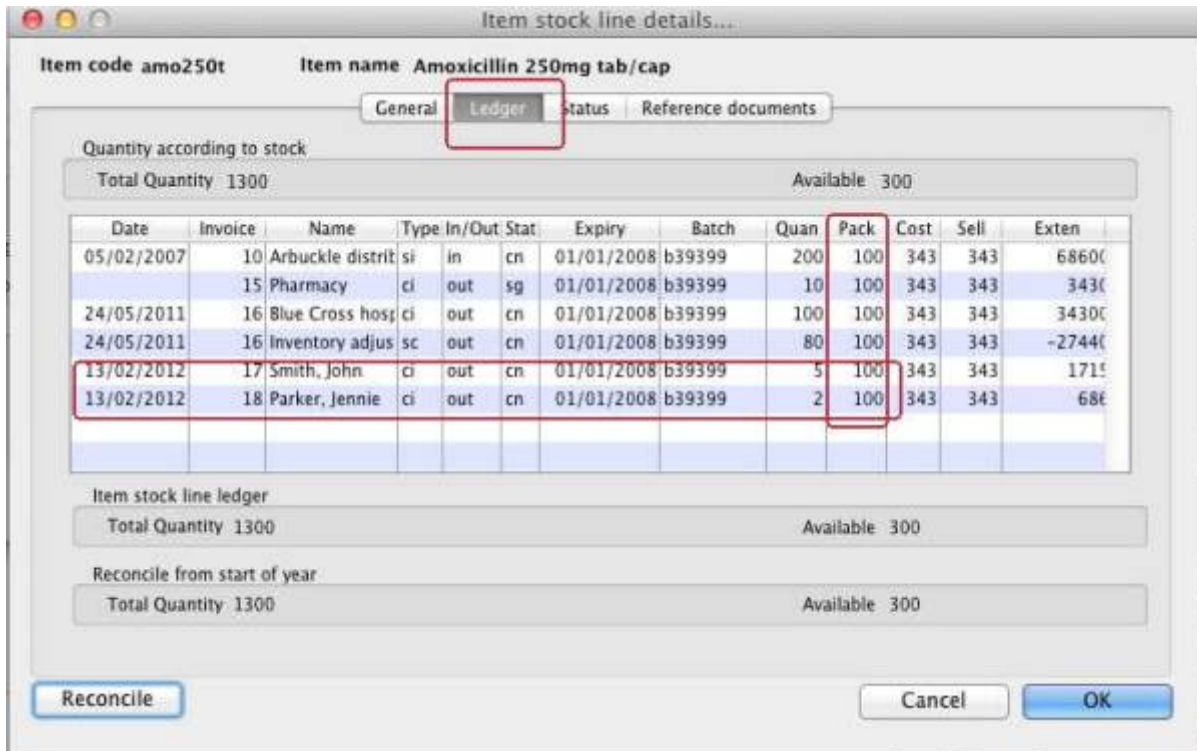 Item stock line details...
Item code amo250t Item name Amoxicillin 250mg tab/cap
General Ledger Status Reference documents
Quantity according to stock
Total Quantity 1300 Available 300
Date Invoice Name Type In/Out Stat Expiry Batch Quan Pack Cost Sell Exten
05/02/2007 10 Arbuckle distrit si in cn 01/01/2008 b39399 200 100 343 343 68600
15 Pharmacy ci out sg 01/01/2008 b39399 10 100 343 343 3430
24/05/2011 16 Blue Cross hosp ci out cn 01/01/2008 b39399 100 100 343 343 34300
24/05/2011 16 Inventory adjus sc out cn 01/01/2008 b39399 80 100 343 343 -27440
13/02/2012 17 Smith, John ci out cn 01/01/2008 b39399 5 100 343 343 1715
13/02/2012 18 Parker, Jennie ci out cn 01/01/2008 b39399 2 100 343 343 686
Item stock line ledger
Total Quantity 1300 Available 300
Reconcile from start of year
Total Quantity 1300 Available 300
Reconcile Cancel OK